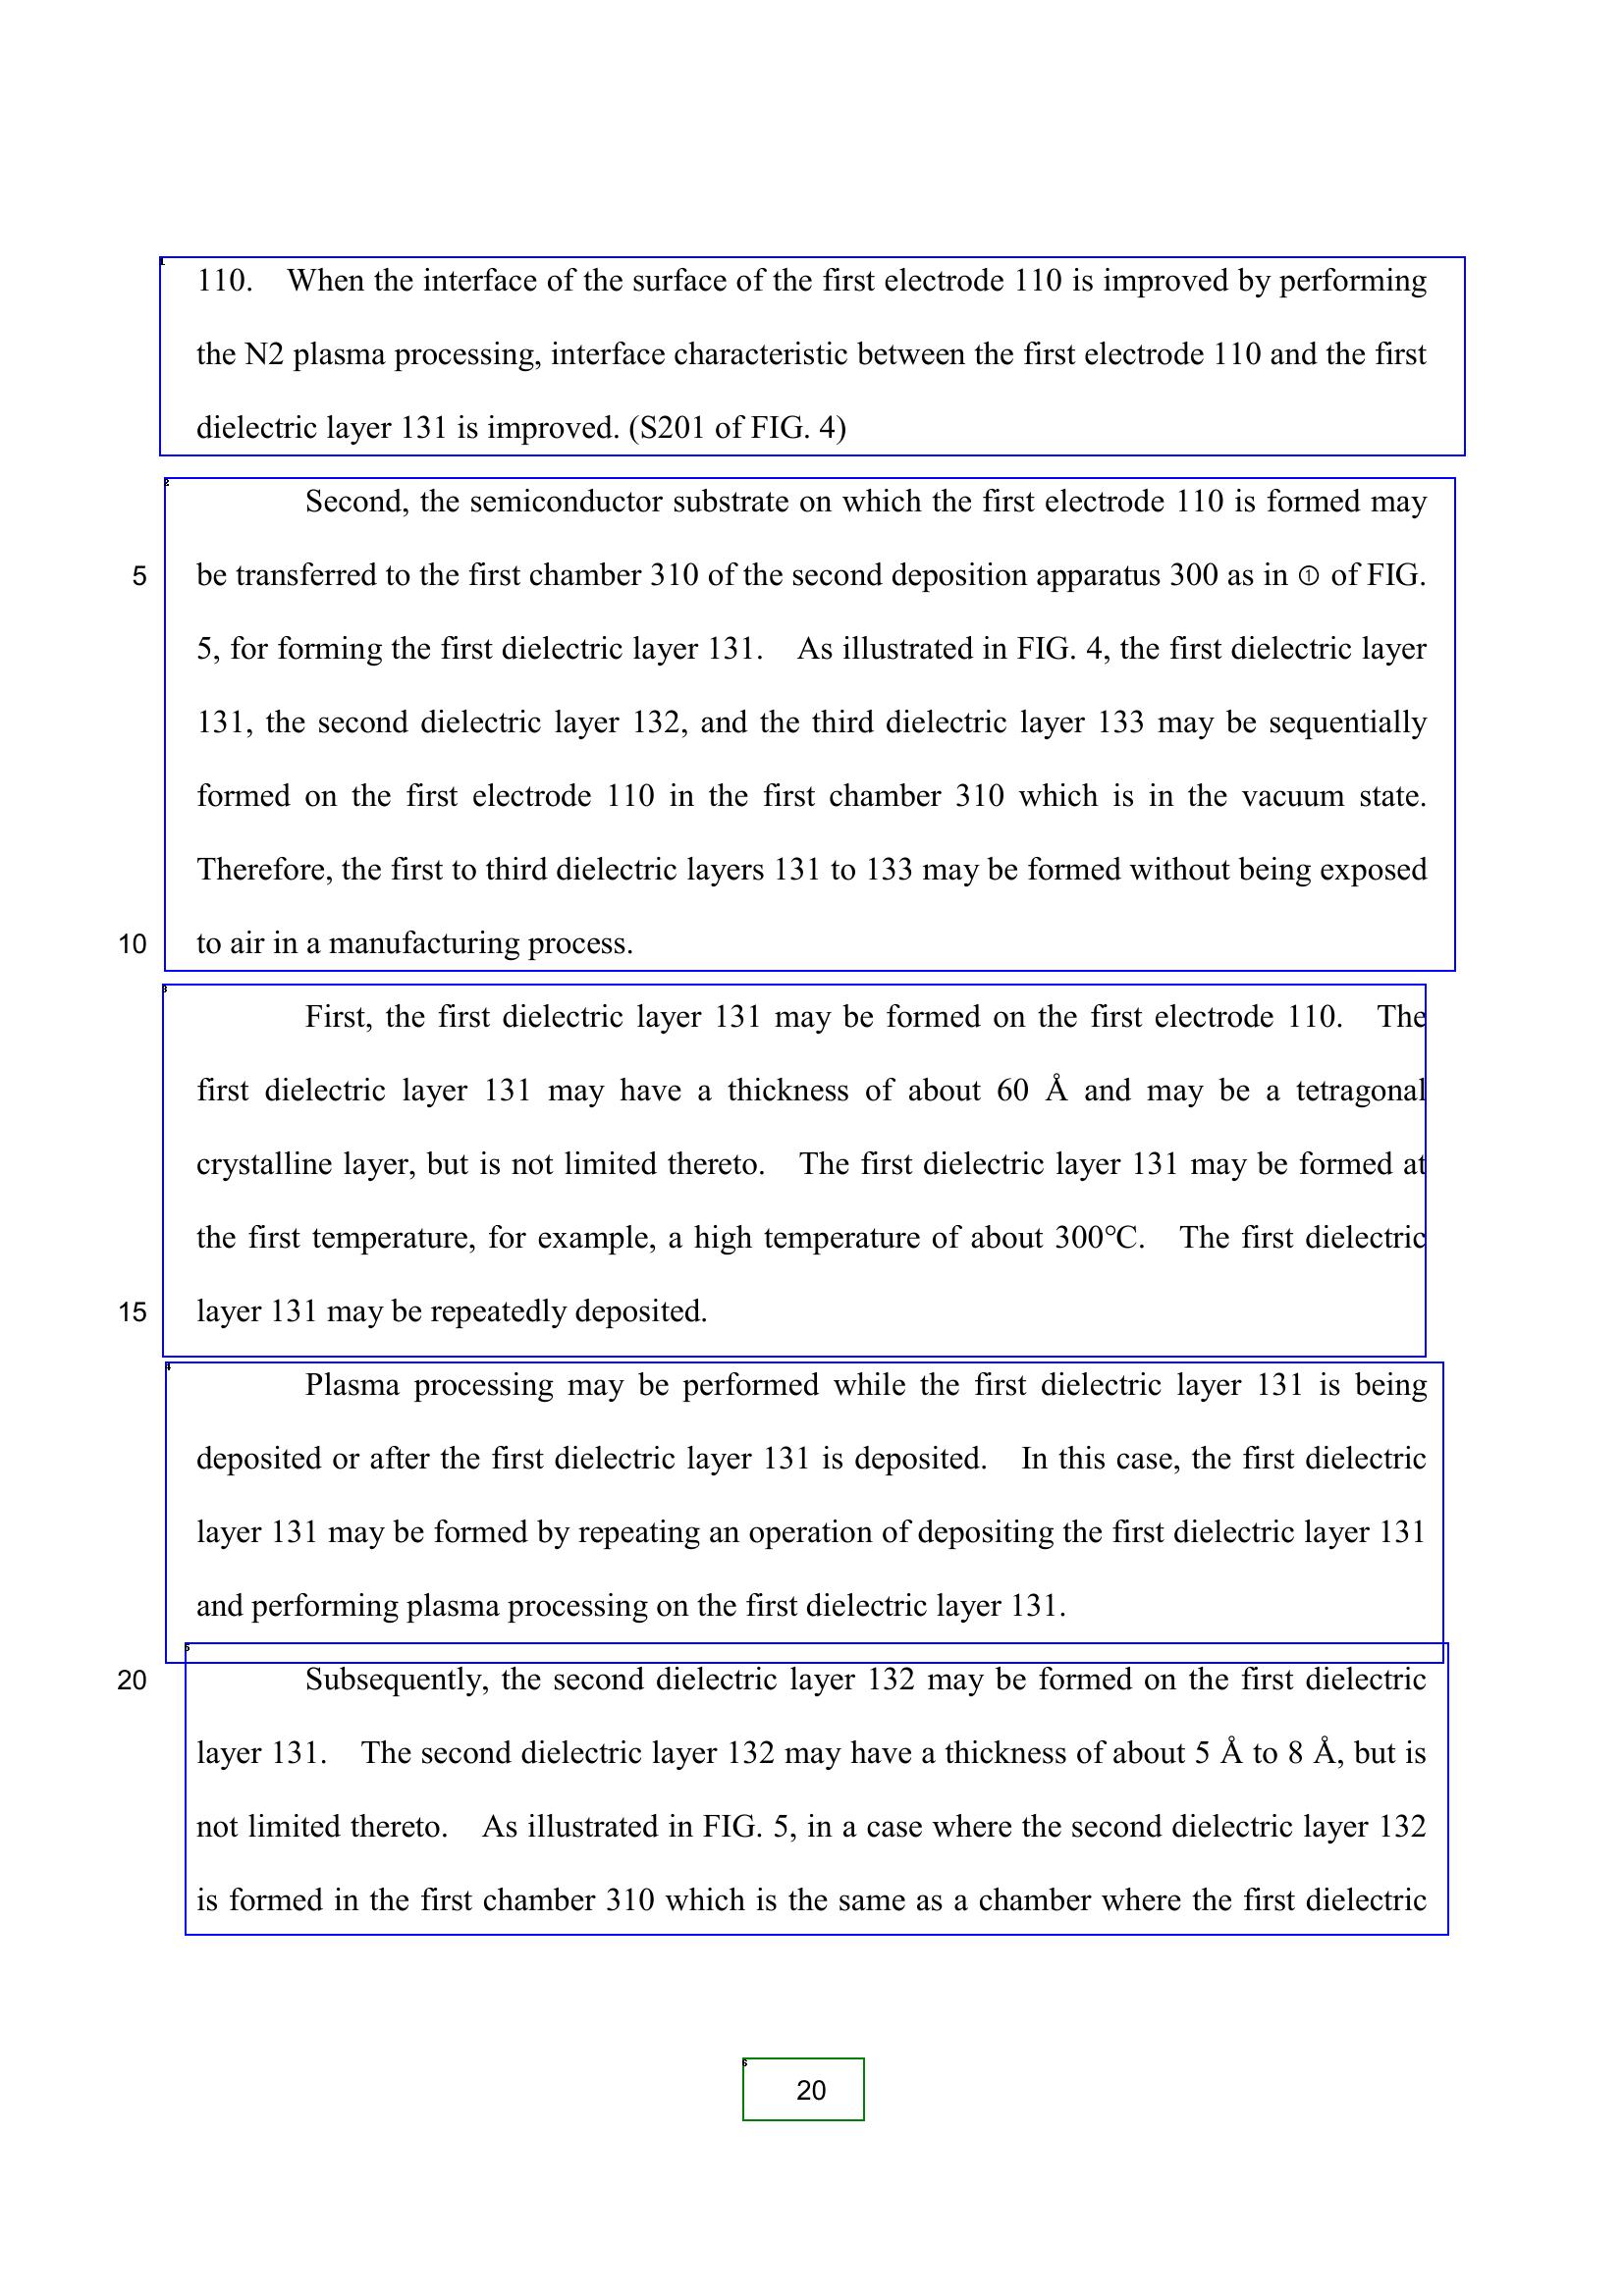 110. When the interface of the surface of the first electrode 110 is improved by performing
the N2 plasma processing, interface characteristic between the first electrode 110 and the first
dielectric layer 131 is improved. (S201 of FIG. 4)
Second, the semiconductor substrate on which the first electrode 110 is formed may
5 be transferred to the first chamber 310 of the second deposition apparatus 300 as in ① of FIG.
5, for forming the first dielectric layer 131. As illustrated in FIG. 4, the first dielectric layer
131, the second dielectric layer 132, and the third dielectric layer 133 may be sequentially
formed on the first electrode 110 in the first chamber 310 which is in the vacuum state.
Therefore, the first to third dielectric layers 131 to 133 may be formed without being exposed
10 to air in a manufacturing process.
First, the first dielectric layer 131 may be formed on the first electrode 110. The
first dielectric layer 131 may have a thickness of about 60 Å and may be a tetragonal
crystalline layer, but is not limited thereto. The first dielectric layer 131 may be formed at
the first temperature, for example, a high temperature of about 300℃. The first dielectric
15 layer 131 may be repeatedly deposited.
Plasma processing may be performed while the first dielectric layer 131 is being
deposited or after the first dielectric layer 131 is deposited. In this case, the first dielectric
layer 131 may be formed by repeating an operation of depositing the first dielectric layer 131
and performing plasma processing on the first dielectric layer 131.
20 Subsequently, the second dielectric layer 132 may be formed on the first dielectric
layer 131. The second dielectric layer 132 may have a thickness of about 5 Å to 8 Å, but is
not limited thereto. As illustrated in FIG. 5, in a case where the second dielectric layer 132
is formed in the first chamber 310 which is the same as a chamber where the first dielectric
20